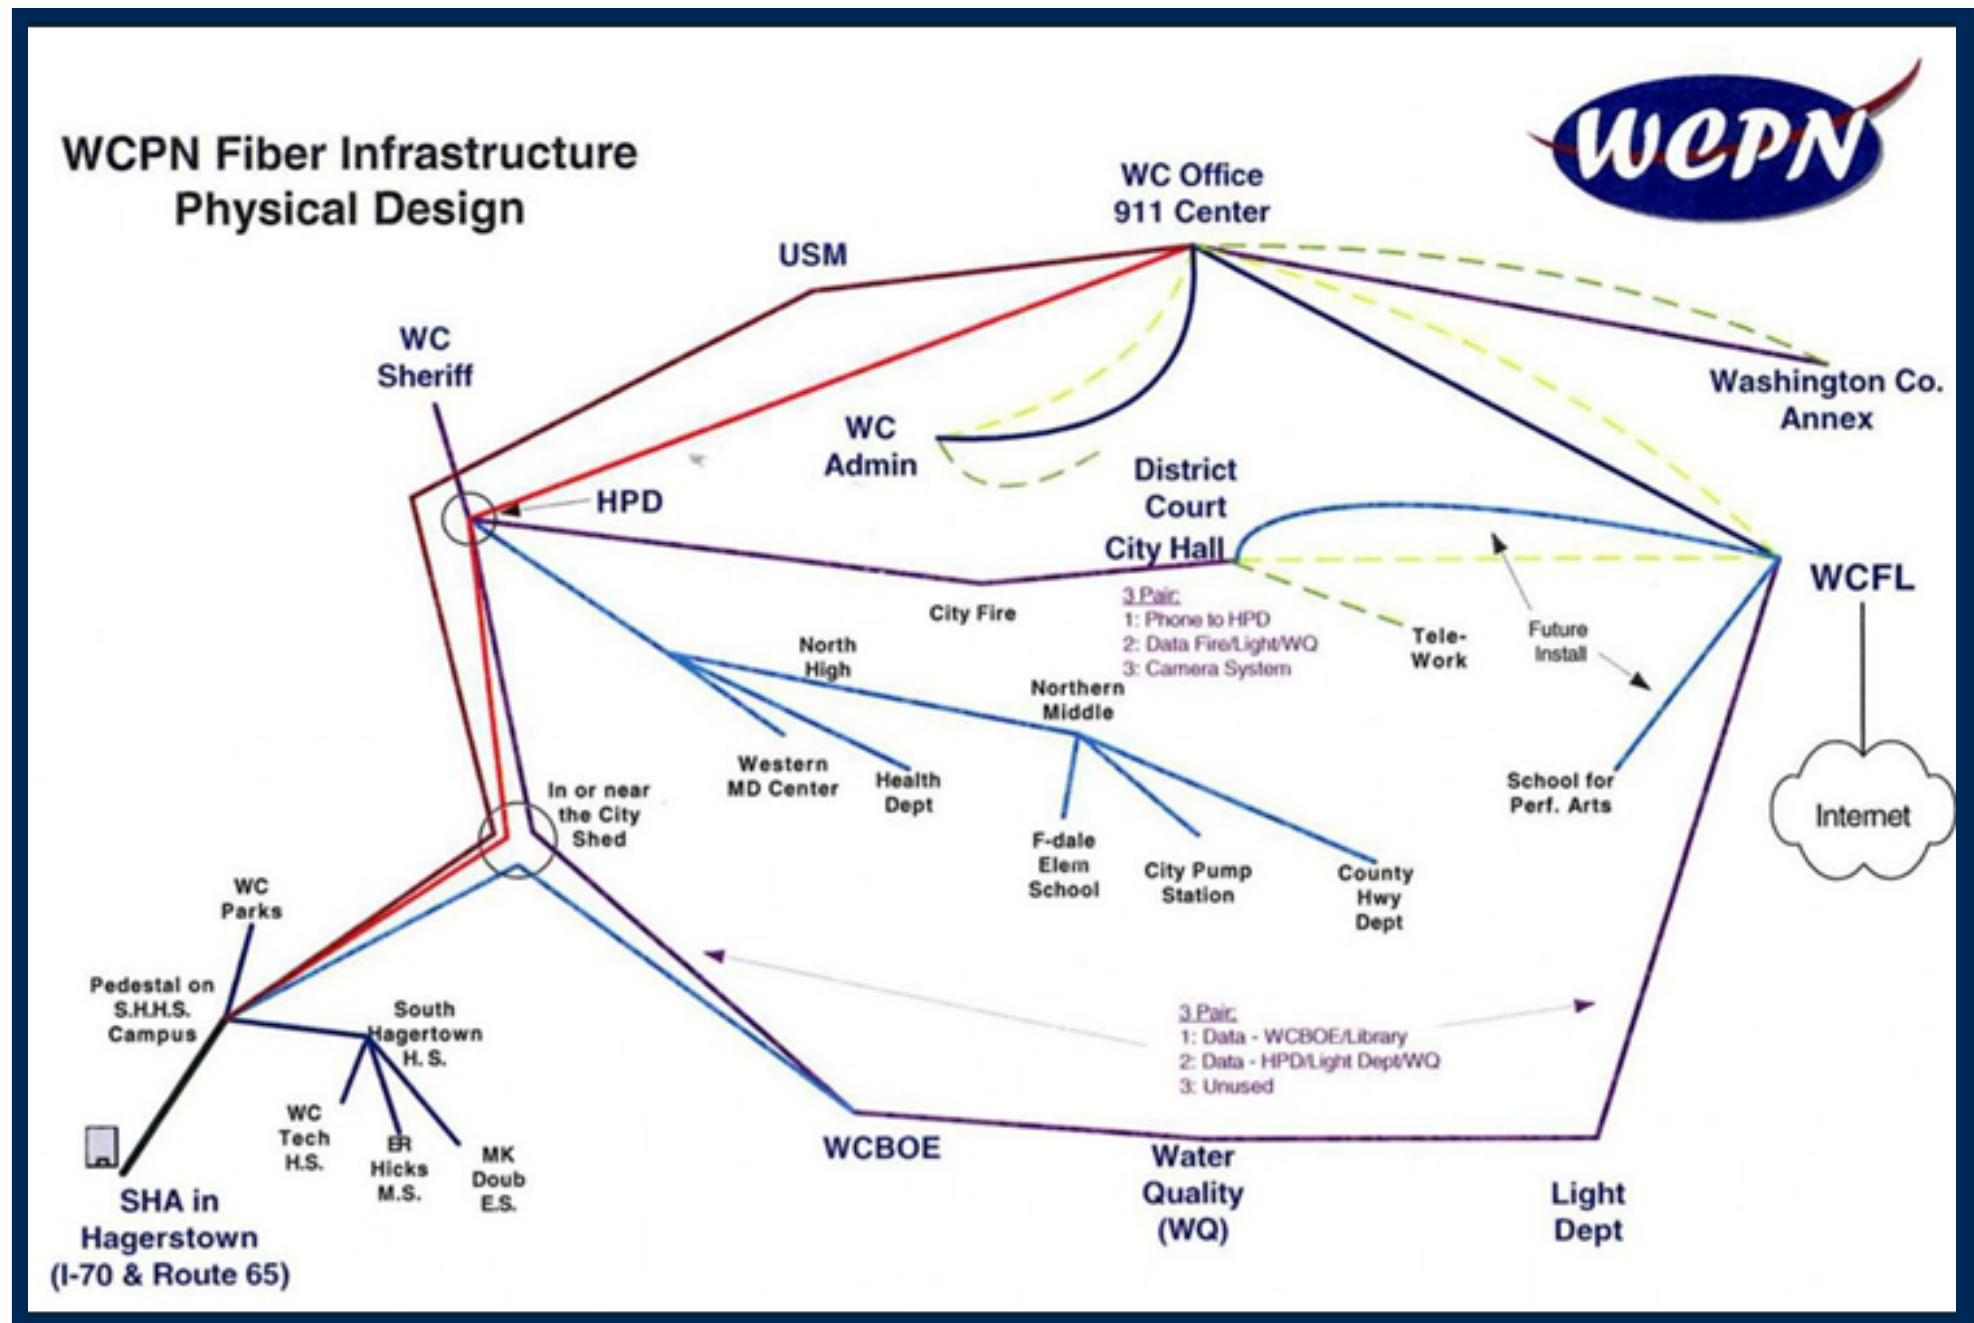 WCPN Fiber Infrastructure
Physical Design
WCPN
WC Office
911 Center
USM
WC
Sheriff
Washington Co.
Annex
WC
Admin
HPD
District
Court
City Hall
WCFL
City Fire
3 Pair:
1: Phone to HPD
2: Data Fire/Light/WQ
3: Camera System
Tele-
Work
Future
Install
North
High
Northern
Middle
Western
MD Center
Health
Dept
In or near
the City
Shed
F-dale
Elem
School
City Pump
Station
County
Hwy
Dept
School for
Perf. Arts
Internet
WC
Parks
Pedestal on
S.H.H.S.
Campus
South
Hagertown
H. S.
3 Pair:
1: Data - WCBOE/Library
2: Data - HPD/Light Dept/WQ
3: Unused
WC
Tech
H.S.
ER
Hicks
M.S.
MK
Doub
E.S.
WCBOE
Water
Quality
(WQ)
Light
Dept
SHA in
Hagerstown
(I-70 & Route 65)